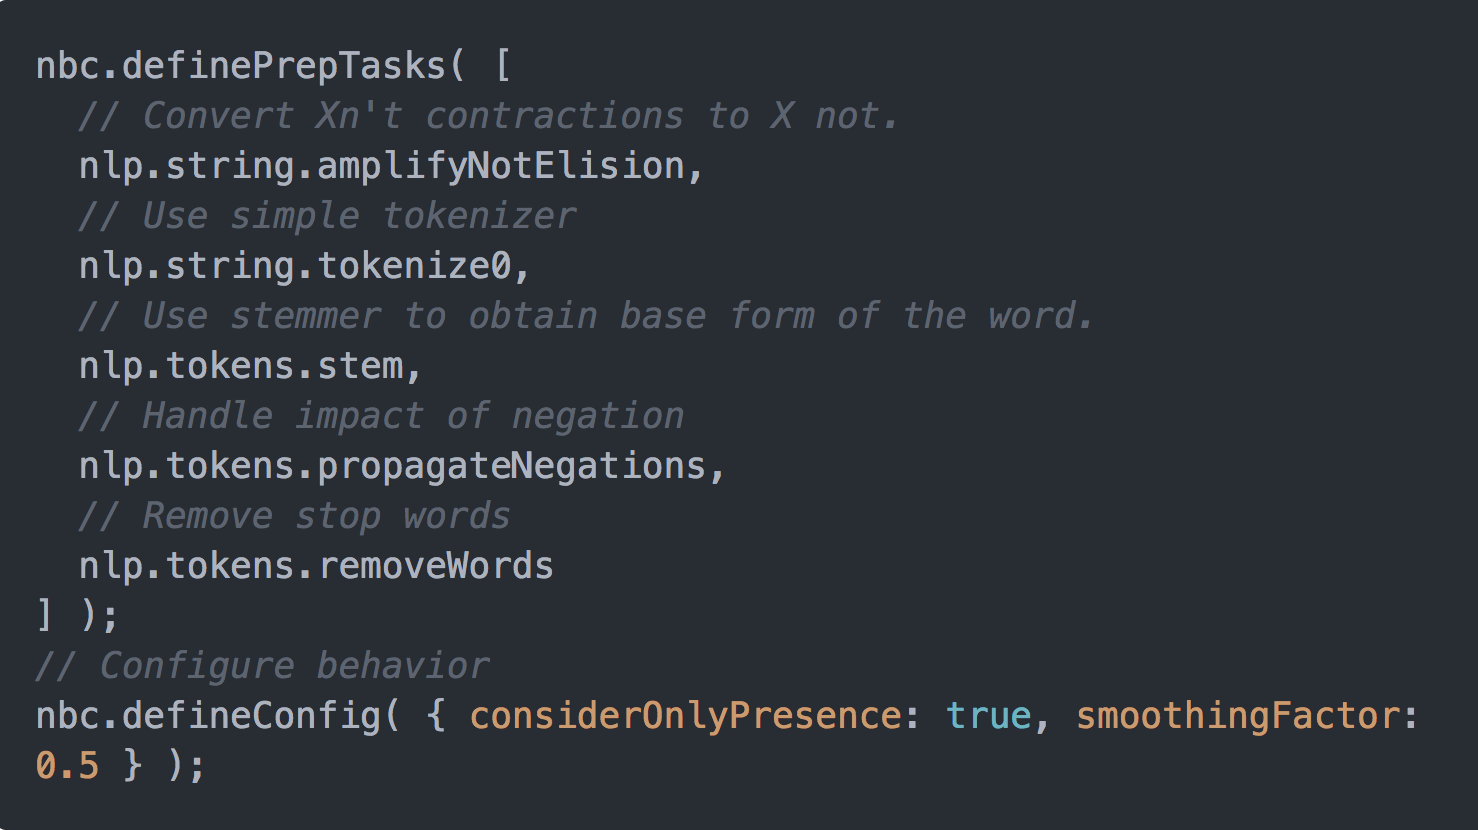 nbc.definePrepTasks( [
  // Convert Xn't contractions to X not.
  nlp.string.amplifyNotElision,
  // Use simple tokenizer
  nlp.string.tokenize0,
  // Use stemmer to obtain base form of the word.
  nlp.tokens.stem,
  // Handle impact of negation
  nlp.tokens.propagateNegations,
  // Remove stop words
  nlp.tokens.removeWords
] );
// Configure behavior
nbc.defineConfig( { considerOnlyPresence: true, smoothingFactor:
0.5 } );